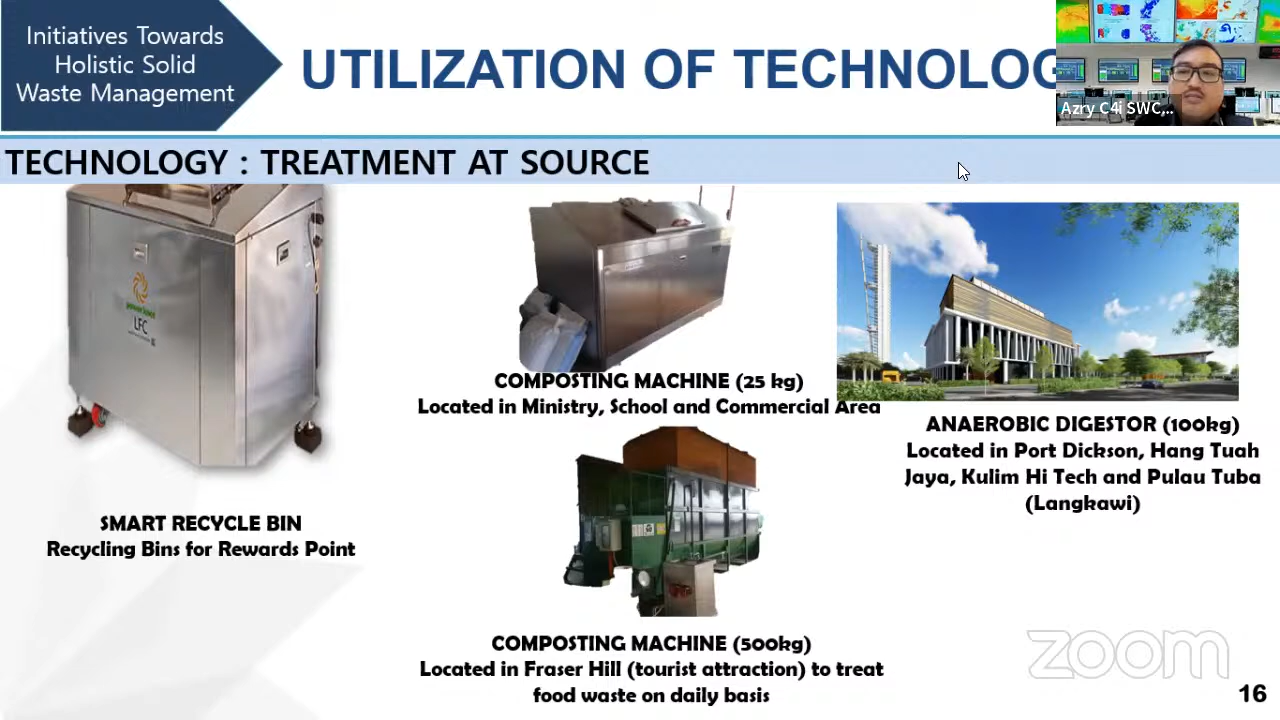 Initiatives Towards
Holistic Solid
Waste Management
UTILIZATION OF TECHNOLOG
Azry C4i SWC,...
TECHNOLOGY : TREATMENT AT SOURCE
LFC
SMART RECYCLE BIN
Recycling Bins for Rewards Point
COMPOSTING MACHINE (25 kg)
Located in Ministry, School and Commercial Area
COMPOSTING MACHINE (500kg)
Located in Fraser Hill (tourist attraction) to treat
food waste on daily basis
ANAEROBIC DIGESTOR (100kg)
Located in Port Dickson, Hang Tuah
Jaya, Kulim Hi Tech and Pulau Tuba
(Langkawi)
zoom
16